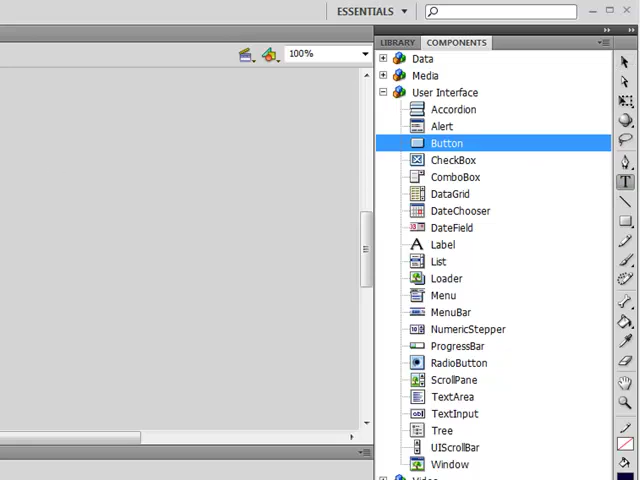 ESSENTIALS
100%
LIBRARY COMPONENTS
Data
Media
User Interface
Accordion
Alert
Button
CheckBox
ComboBox
DataGrid
DateChooser
DateField
Label
List
Loader
Menu
MenuBar
NumericStepper
ProgressBar
RadioButton
ScrollPane
TextArea
TextInput
Tree
UIScrollBar
Window